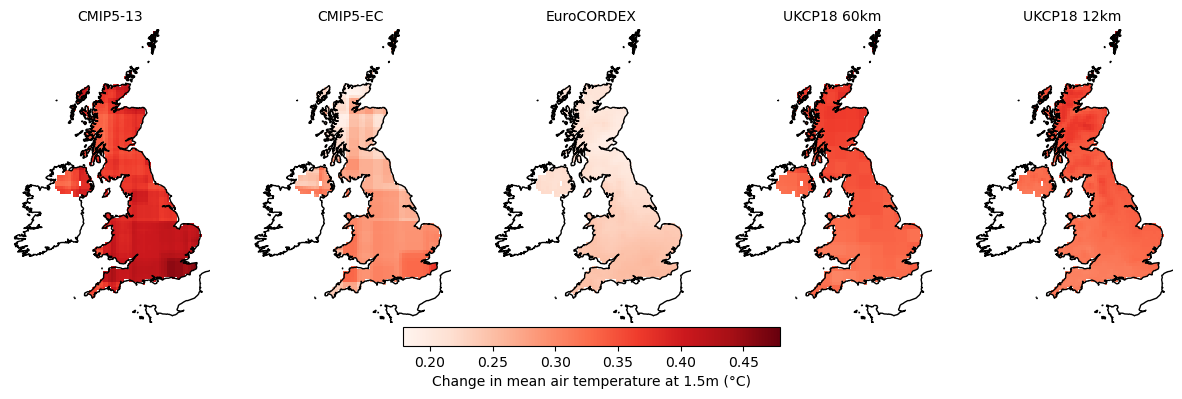 CMIP5-13 CMIP5-EC EuroCORDEX UKCP18 60km UKCP18 12km
0.20 0.25 0.30 0.35 0.40 0.45
Change in mean air temperature at 1.5m (°C)